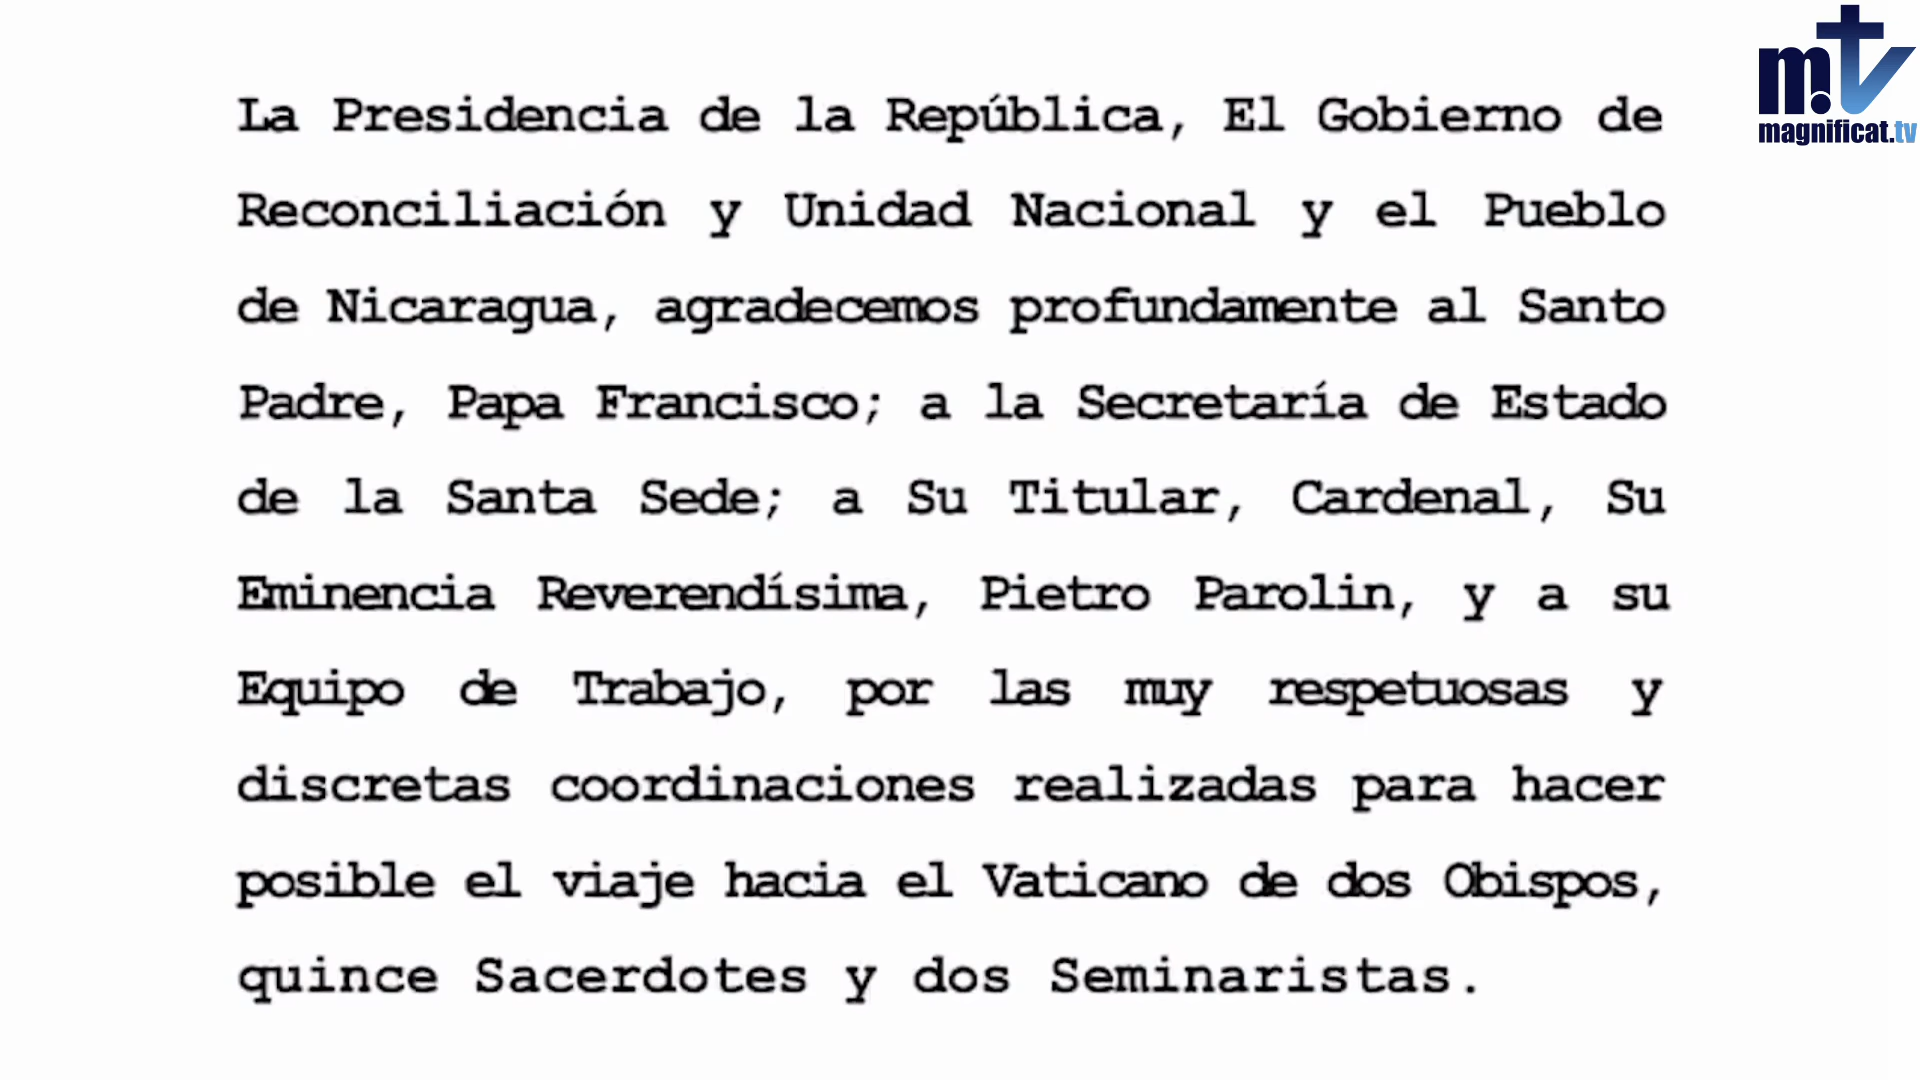 La Presidencia de la República, El Gobierno de
Reconciliación y Unidad Nacional y el Pueblo
de Nicaragua, agradecemos profundamente al Santo
Padre, Papa Francisco; a la Secretaría de Estado
de la Santa Sede; a Su Titular, Cardenal, Su
Eminencia Reverendísima, Pietro Parolin, y a su
Equipo de Trabajo, por las muy respetuosas y
discretas coordinaciones realizadas para hacer
posible el viaje hacia el Vaticano de dos Obispos,
quince Sacerdotes y dos Seminaristas.
m.tv
magnificat.tv